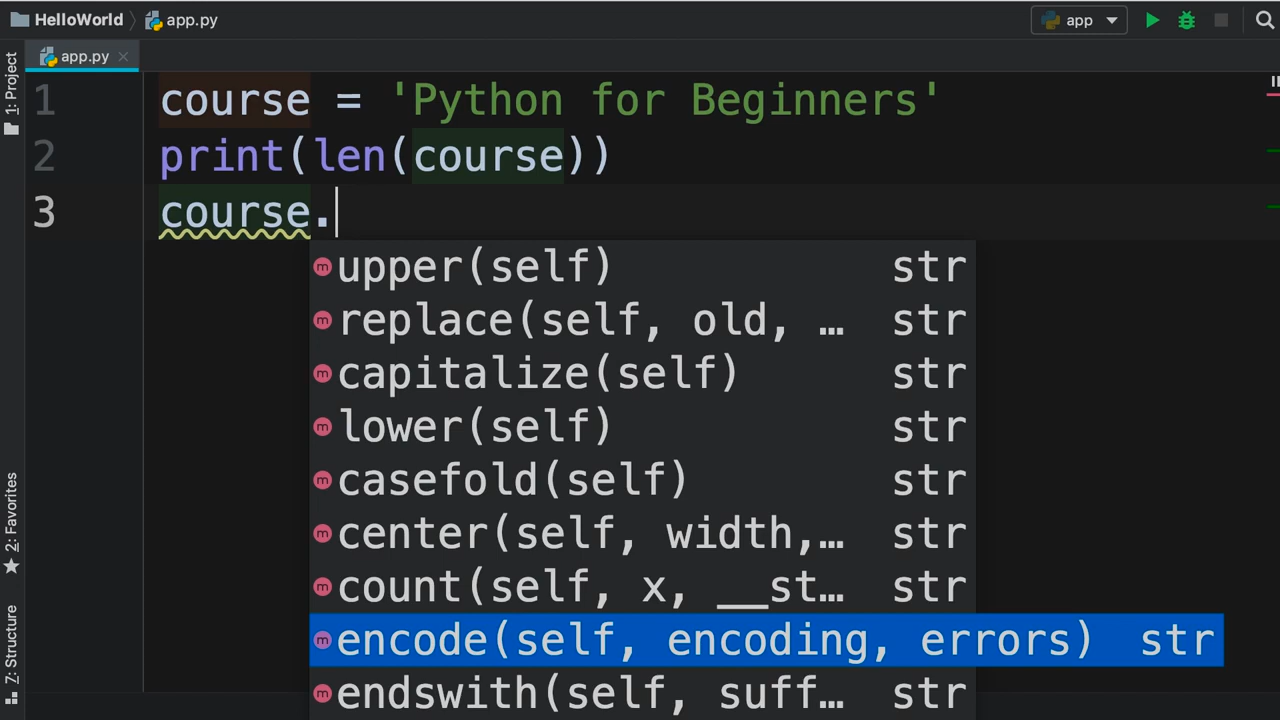 HelloWorld app.py app
app.py
1: Project
1 course = 'Python for Beginners'
2 print(len(course))
3 course.
upper(self) str
replace(self, old, … str
capitalize(self) str
lower(self) str
casefold(self) str
center(self, width,… str
count(self, x, __st… str
encode(self, encoding, errors) str
endswith(self, suff… str
2: Favorites
Z: Structure